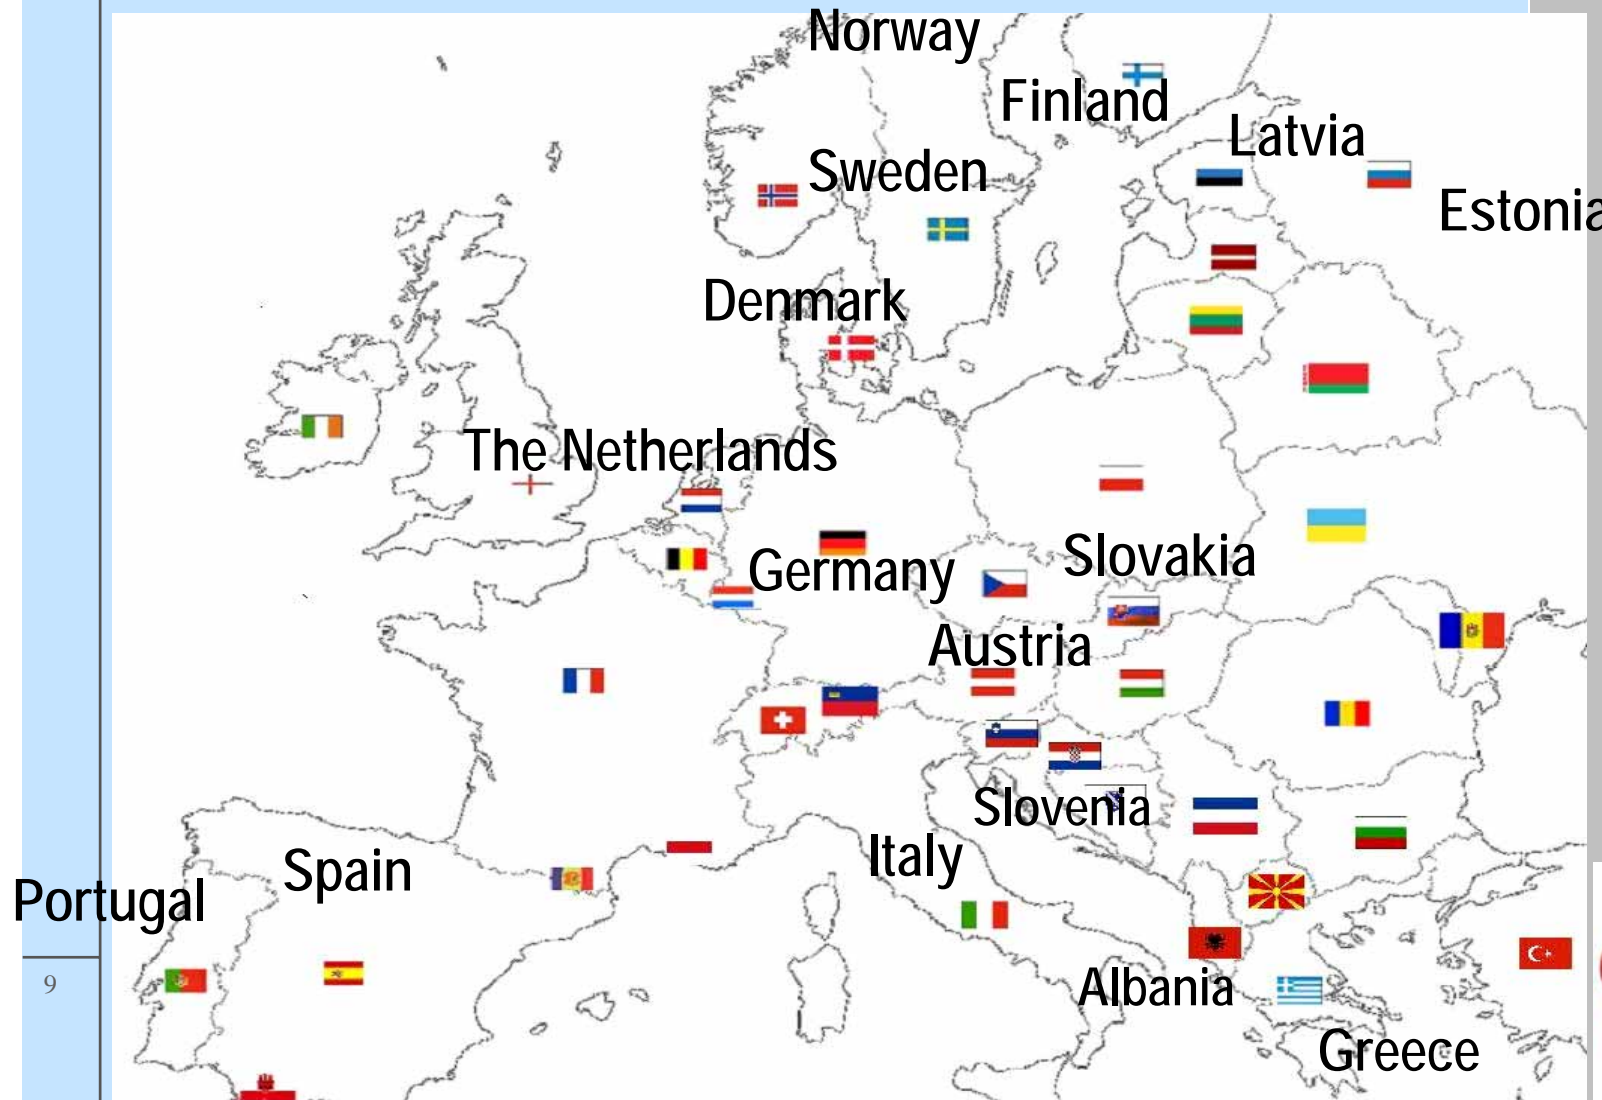 Norway
Finland
Latvia
Sweden
Estonia
Denmark
The Netherlands
Slovakia
Germany
Austria
Slovenia
Italy
Spain
Portugal
9
Albania
Greece